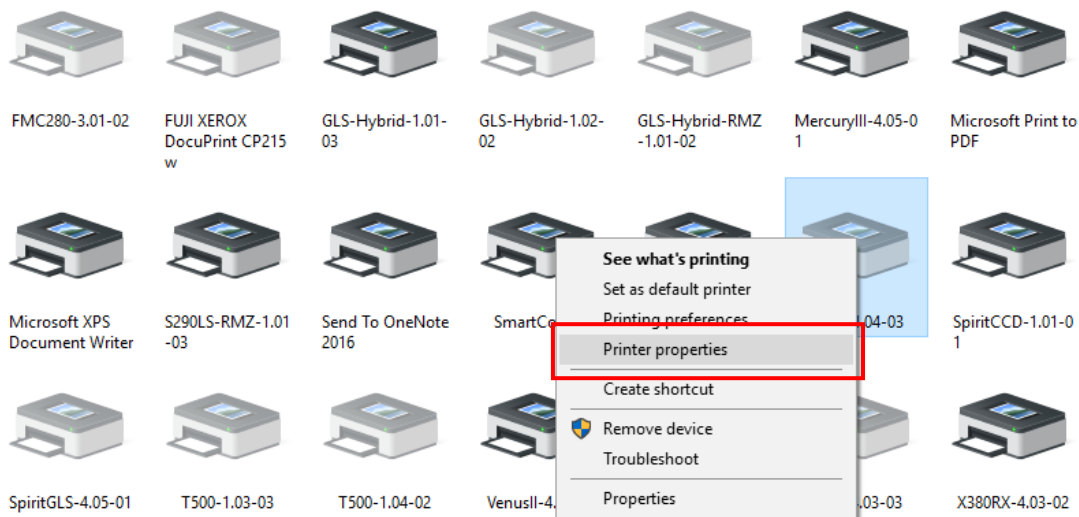 FMC280-3.01-02
FUJI XEROX
DocuPrint CP215
w
GLS-Hybrid-1.01-
03
GLS-Hybrid-1.02-
02
GLS-Hybrid-RMZ
-1.01-02
MercuryIII-4.05-0
1
Microsoft Print to
PDF
Microsoft XPS
Document Writer
S290LS-RMZ-1.01
-03
Send To OneNote
2016
SmartCo
04-03
SpiritCCD-1.01-0
1
See what's printing
Set as default printer
Printing preferences
Printer properties
Create shortcut
Remove device
Troubleshoot
Properties
SpiritGLS-4.05-01
T500-1.03-03
T500-1.04-02
VenusII-4.
.03-03
X380RX-4.03-02